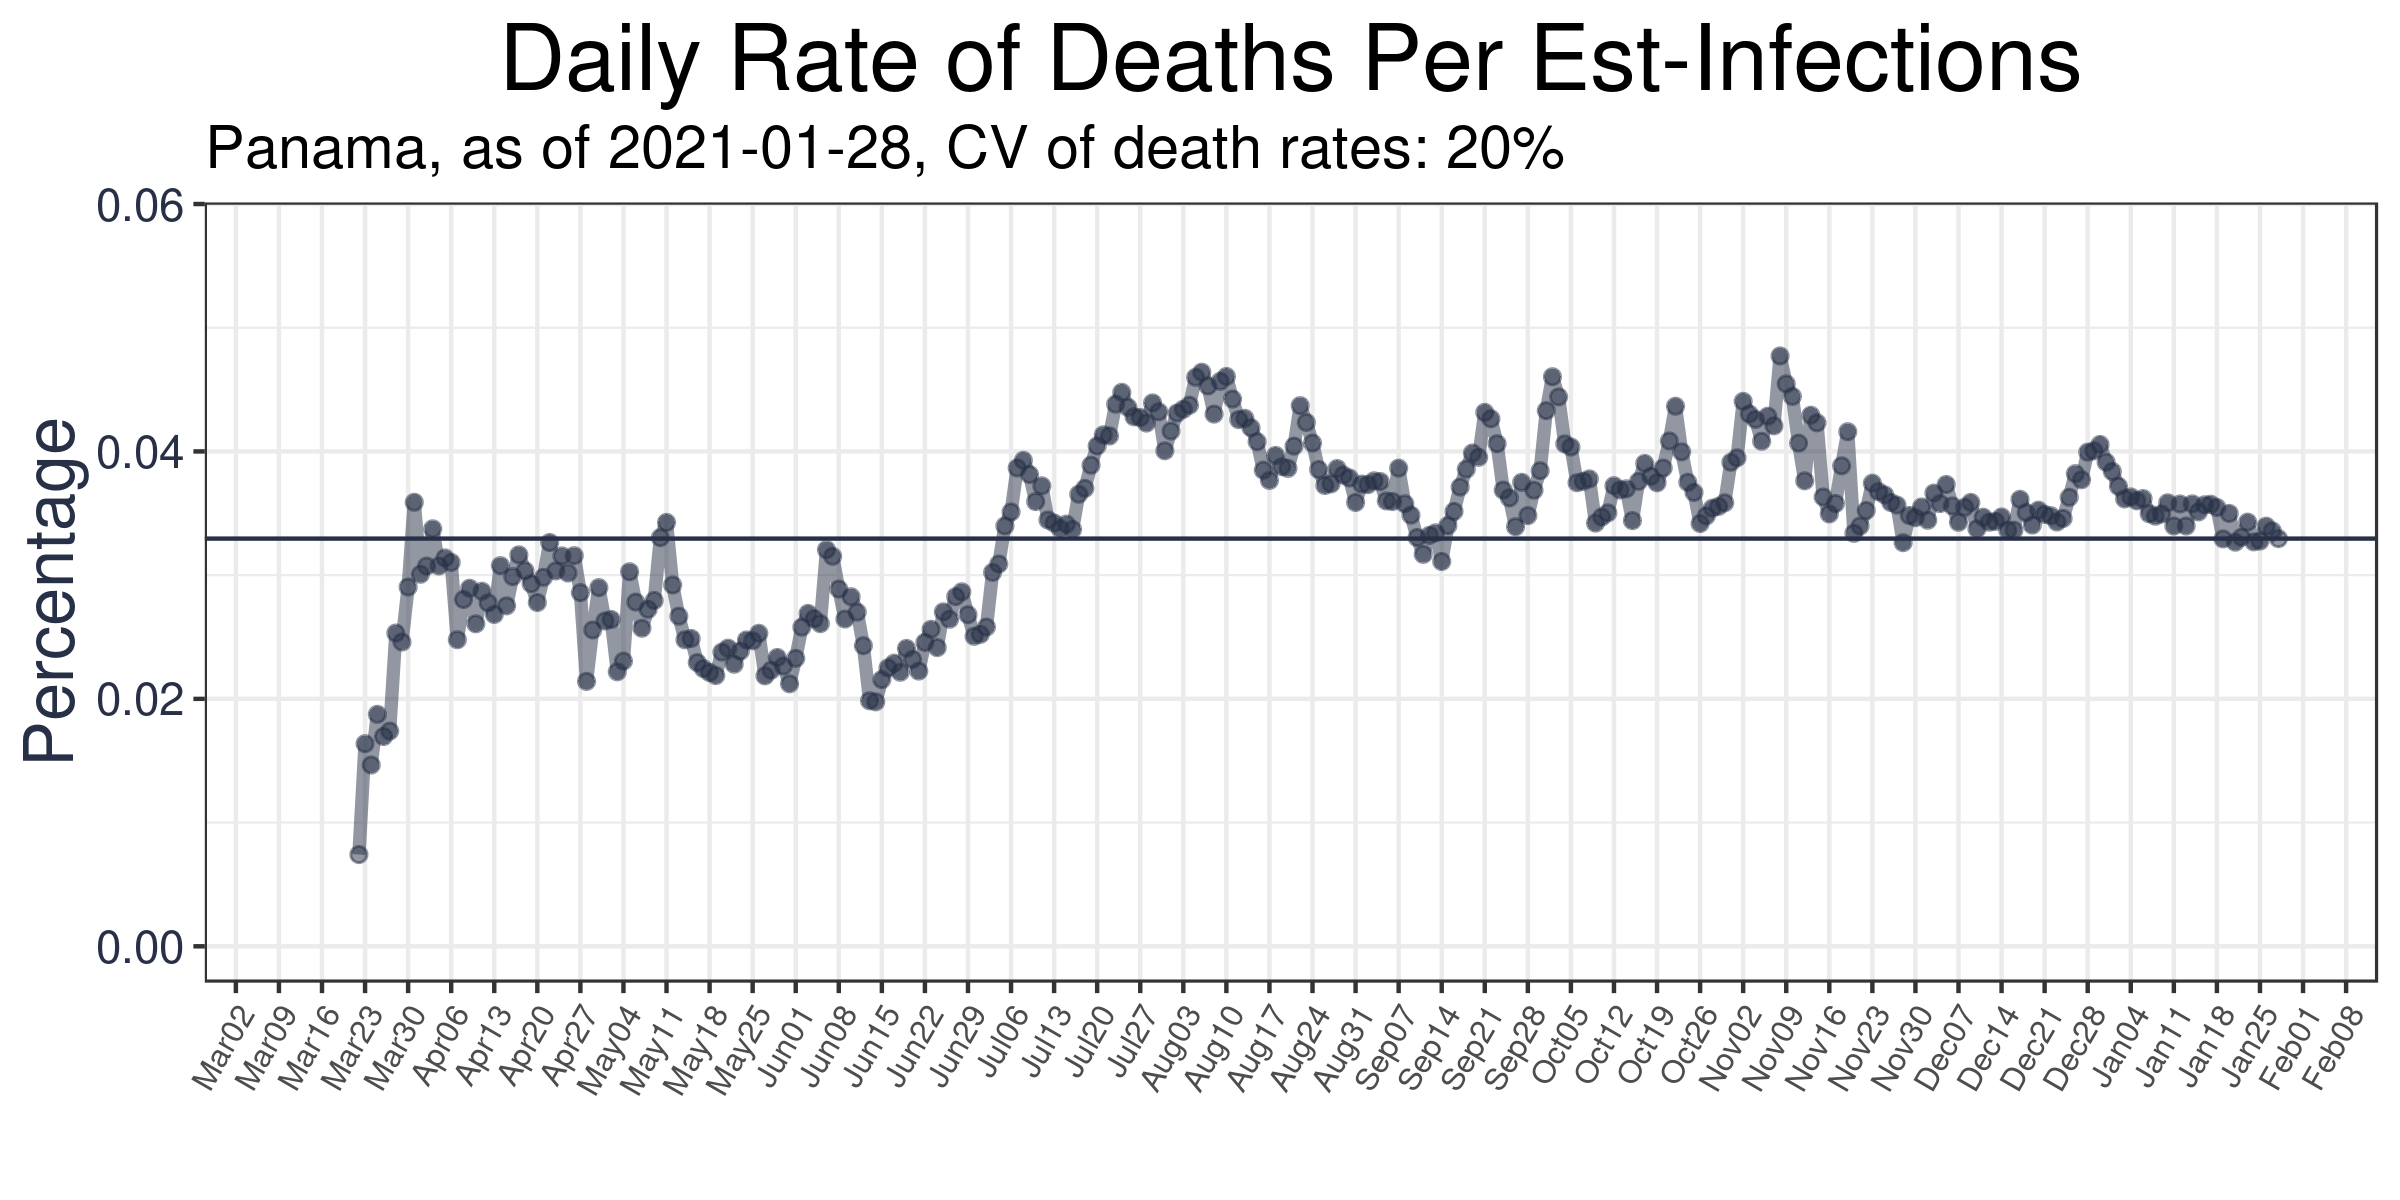 Daily Rate of Deaths Per Est-Infections
Panama, as of 2021-01-28, CV of death rates: 20%
Percentage
0.06
0.04
0.02
0.00
Mar02
Mar09
Mar16
Mar23
Mar30
Apr06
Apr13
Apr20
Apr27
May04
May11
May18
May25
Jun01
Jun08
Jun15
Jun22
Jun29
Jul06
Jul13
Jul20
Jul27
Aug03
Aug10
Aug17
Aug24
Aug31
Sep07
Sep14
Sep21
Sep28
Oct05
Oct12
Oct19
Oct26
Nov02
Nov09
Nov16
Nov23
Nov30
Dec07
Dec14
Dec21
Dec28
Jan04
Jan11
Jan18
Jan25
Feb01
Feb08